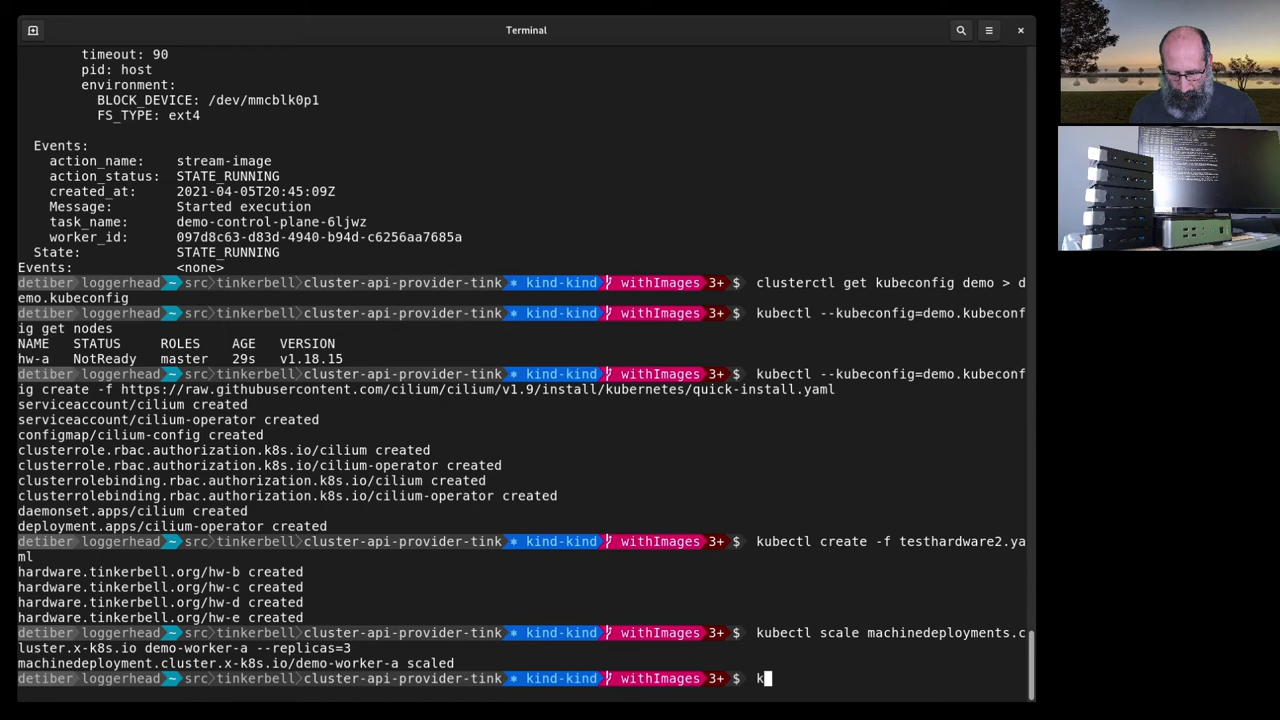 Terminal
timeout: 90
pid: host
environment:
BLOCK_DEVICE: /dev/mmcblk0p1
FS_TYPE: ext4
Events:
action_name: stream-image
action_status: STATE_RUNNING
created_at: 2021-04-05T20:45:09Z
Message: Started execution
task_name: demo-control-plane-6ljwz
worker_id: 097d8c63-d83d-4940-b94d-c6256aa7685a
State: STATE_RUNNING
Events: <none>
detiber loggerhead ~ src tinkerbell cluster-api-provider-tink ⎈ kind-kind withImages 3+ $ clusterctl get kubeconfig demo > d
emo.kubeconfig
detiber loggerhead ~ src tinkerbell cluster-api-provider-tink ⎈ kind-kind withImages 3+ $ kubectl --kubeconfig=demo.kubeconf
ig get nodes
NAME STATUS ROLES AGE VERSION
hw-a NotReady master 29s v1.18.15
detiber loggerhead ~ src tinkerbell cluster-api-provider-tink ⎈ kind-kind withImages 3+ $ kubectl --kubeconfig=demo.kubeconf
ig create -f https://raw.githubusercontent.com/cilium/cilium/v1.9/install/kubernetes/quick-install.yaml
serviceaccount/cilium created
serviceaccount/cilium-operator created
configmap/cilium-config created
clusterrole.rbac.authorization.k8s.io/cilium created
clusterrole.rbac.authorization.k8s.io/cilium-operator created
clusterrolebinding.rbac.authorization.k8s.io/cilium created
clusterrolebinding.rbac.authorization.k8s.io/cilium-operator created
daemonset.apps/cilium created
deployment.apps/cilium-operator created
detiber loggerhead ~ src tinkerbell cluster-api-provider-tink ⎈ kind-kind withImages 3+ $ kubectl create -f testhardware2.ya
ml
hardware.tinkerbell.org/hw-b created
hardware.tinkerbell.org/hw-c created
hardware.tinkerbell.org/hw-d created
hardware.tinkerbell.org/hw-e created
detiber loggerhead ~ src tinkerbell cluster-api-provider-tink ⎈ kind-kind withImages 3+ $ kubectl scale machinedeployments.c
luster.x-k8s.io demo-worker-a --replicas=3
machinedeployment.cluster.x-k8s.io/demo-worker-a scaled
detiber loggerhead ~ src tinkerbell cluster-api-provider-tink ⎈ kind-kind withImages 3+ $ k